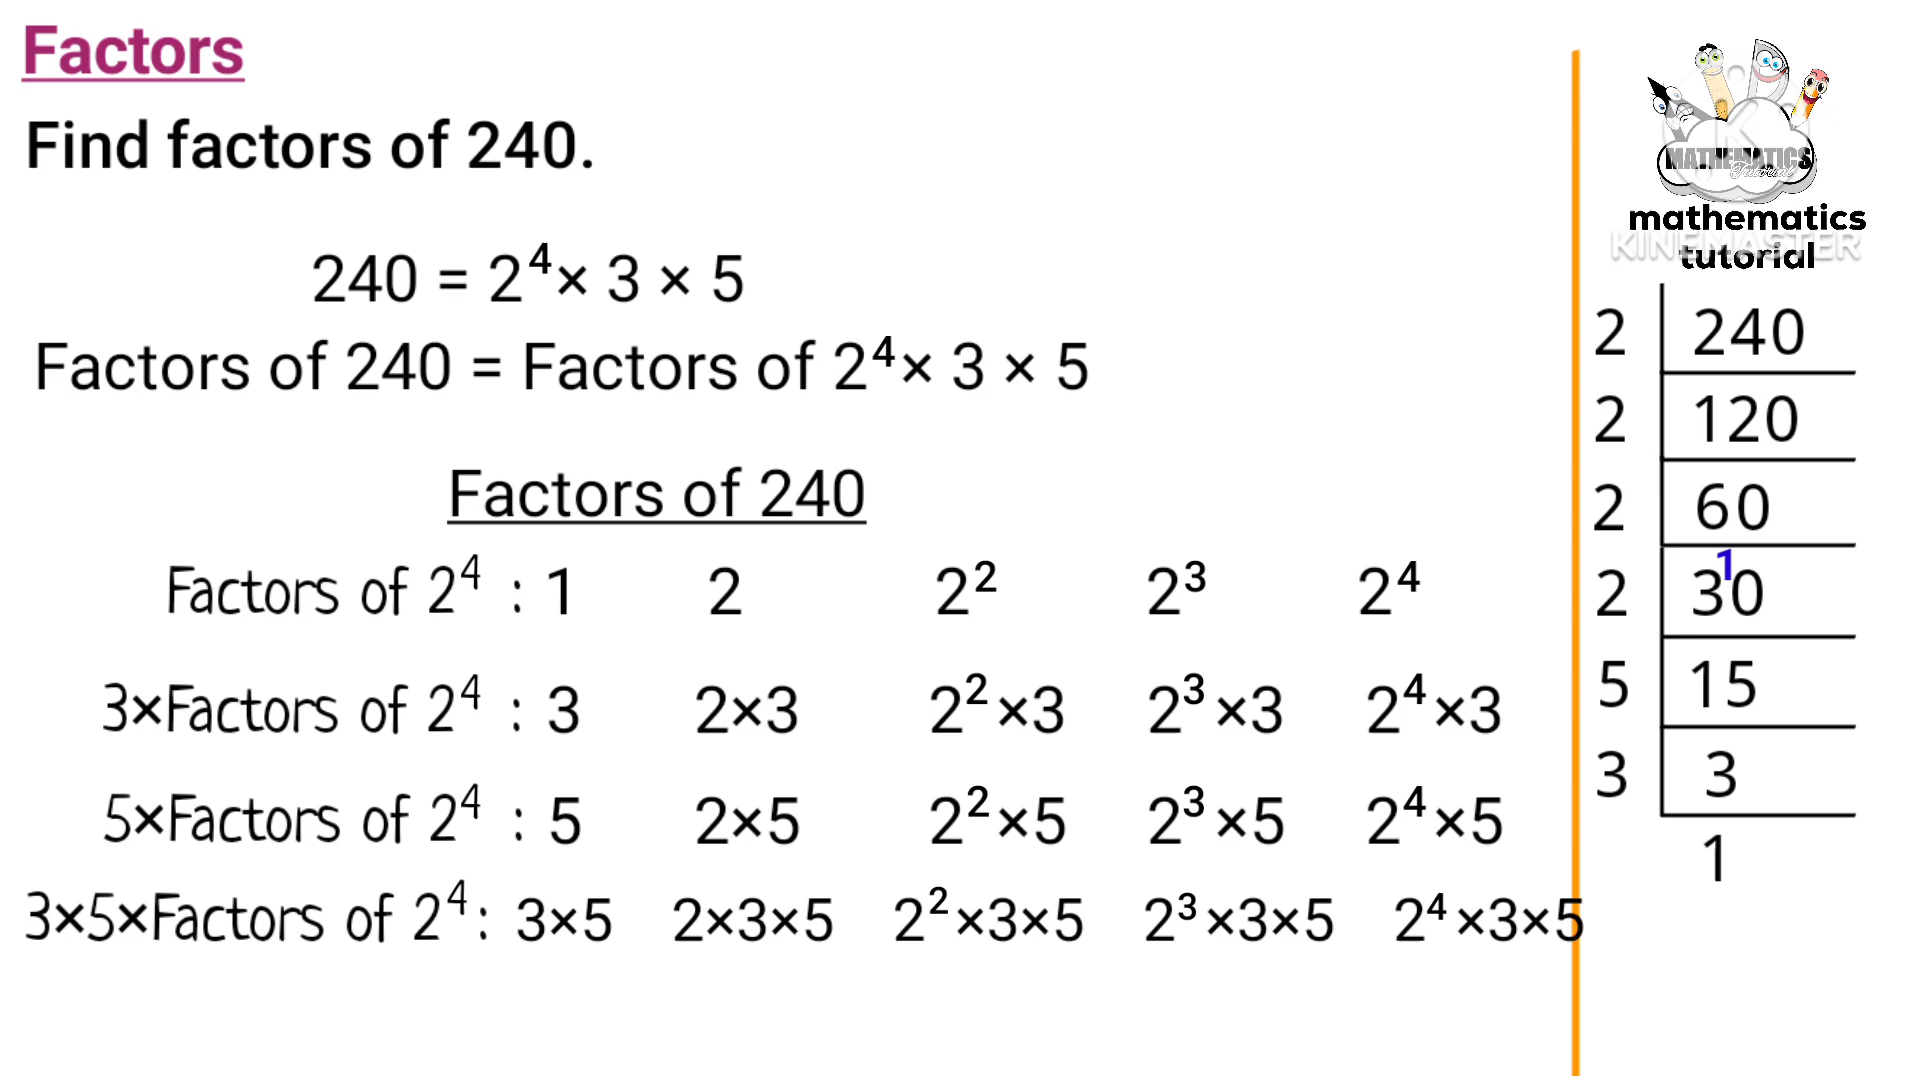 Factors
Find factors of 240.
240 = 2⁴× 3 × 5
Factors of 240 = Factors of 2⁴× 3 × 5
Factors of 240
Factors of 2⁴ : 1 2 2² 2³ 2⁴
3×Factors of 2⁴ : 3 2×3 2²×3 2³×3 2⁴×3
5×Factors of 2⁴ : 5 2×5 2²×5 2³×5 2⁴×5
3×5×Factors of 2⁴: 3×5 2×3×5 2²×3×5 2³×3×5 2⁴×3×5
MATHEMATICS
Tutorial
mathematics
KINEMASTER
tutorial
2 240
2 120
2 60
1
2 30
5 15
3 3
1